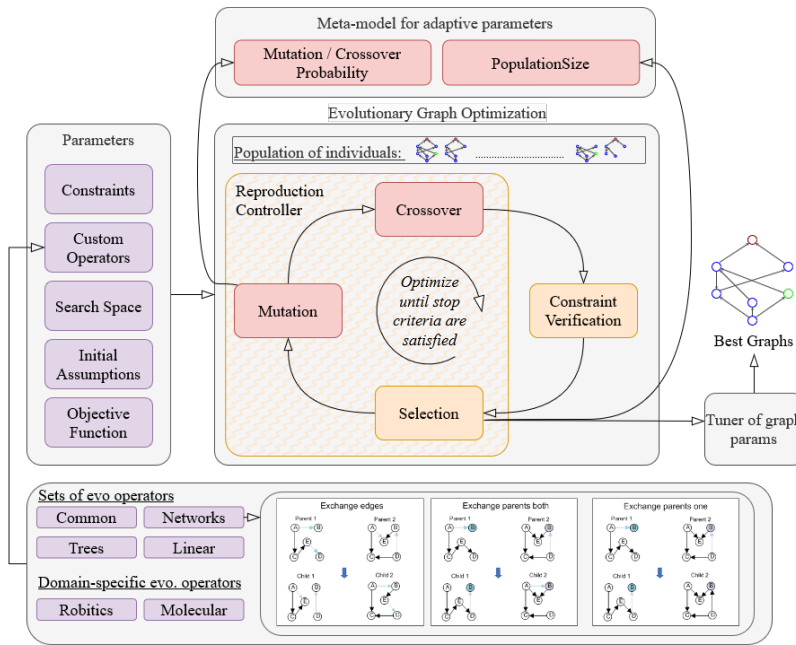 Meta-model for adaptive parameters
Mutation / Crossover
Probability
PopulationSize
Evolutionary Graph Optimization
Parameters
Constraints
Custom
Operators
Search Space
Initial
Assumptions
Objective
Function
Population of individuals:
Reproduction
Controller
Crossover
Mutation
Optimize
until stop
criteria are
satisfied
Constraint
Verification
Selection
Best Graphs
Tuner of graph
params
Sets of evo operators
Common
Networks
Trees
Linear
Domain-specific evo. operators
Robitics
Molecular
Exchange edges
Parent 1
Parent 2
A B
A B
E
E
C D
C D
Child 1
Child 2
A B
A B
E
E
C D
C D
Exchange parents both
Parent 1
Parent 2
A B
A B
E
E
C D
C D
Child 1
Child 2
A B
A B
E
E
C D
C D
Exchange parents one
Parent 1
Parent 2
A B
A B
E
E
C D
C D
Child 1
Child 2
A B
A B
E
E
C D
C D